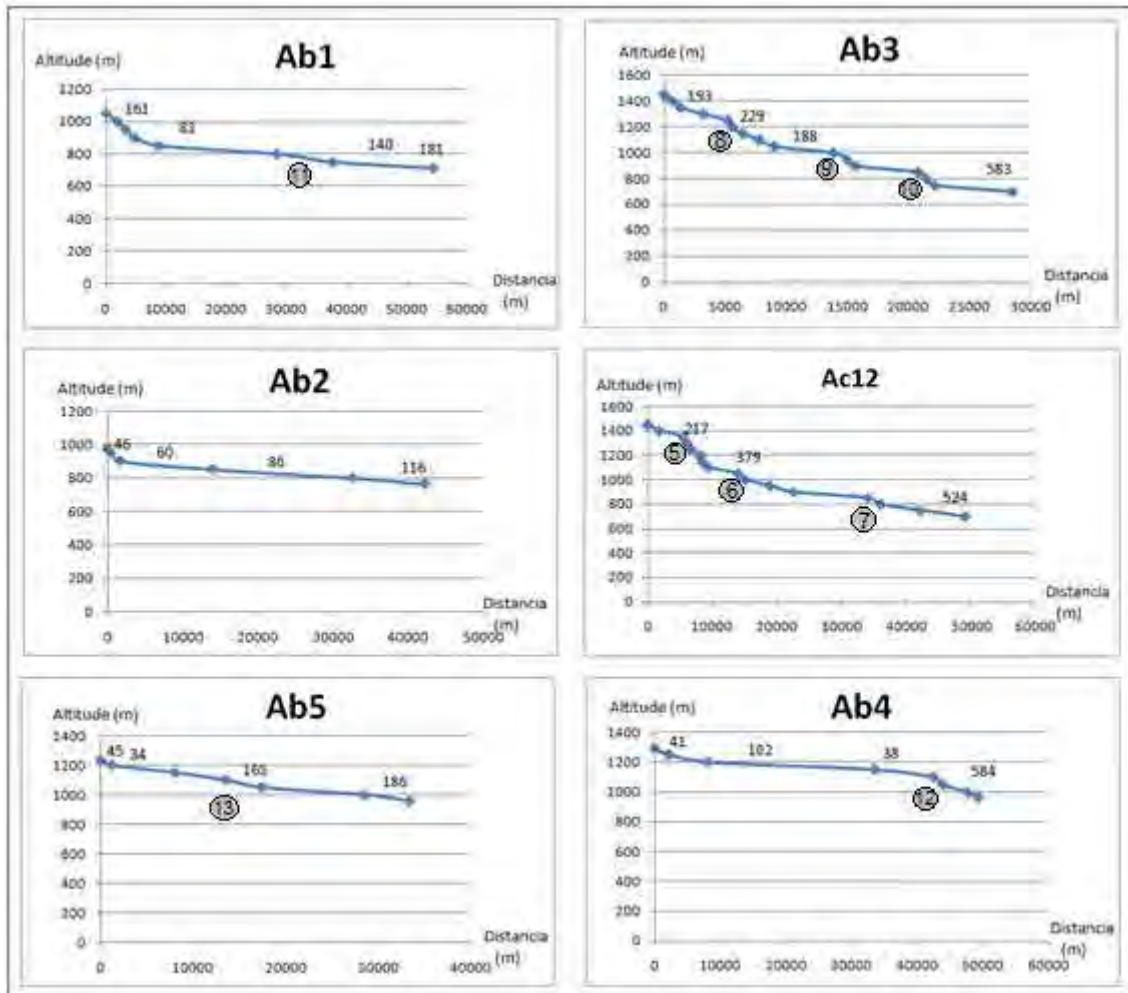 Ab1
Altitude (m)
1200
1000
800
600
400
200
0
161
81
140
181
11
Distancia
(m)
0 10000 20000 30000 40000 50000 60000
Ab3
Altitude (m)
1600
1400
1200
1000
800
600
400
200
0
193
229
188
583
8
9
10
Distancia
(m)
0 5000 10000 15000 20000 25000 30000
Ab2
Altitude (m)
1200
1000
800
600
400
200
0
46
60
86
116
Distancia
(m)
0 10000 20000 30000 40000 50000
Ac12
Altitude (m)
1600
1400
1200
1000
800
600
400
200
0
217
379
524
5
6
7
Distancia
(m)
0 10000 20000 30000 40000 50000 60000
Ab5
Altitude (m)
1400
1200
1000
800
600
400
200
0
45
34
165
186
13
Distancia
(m)
0 10000 20000 30000 40000
Ab4
Altitude (m)
1400
1200
1000
800
600
400
200
0
41
102
38
584
12
Distancia
(m)
0 10000 20000 30000 40000 50000 60000